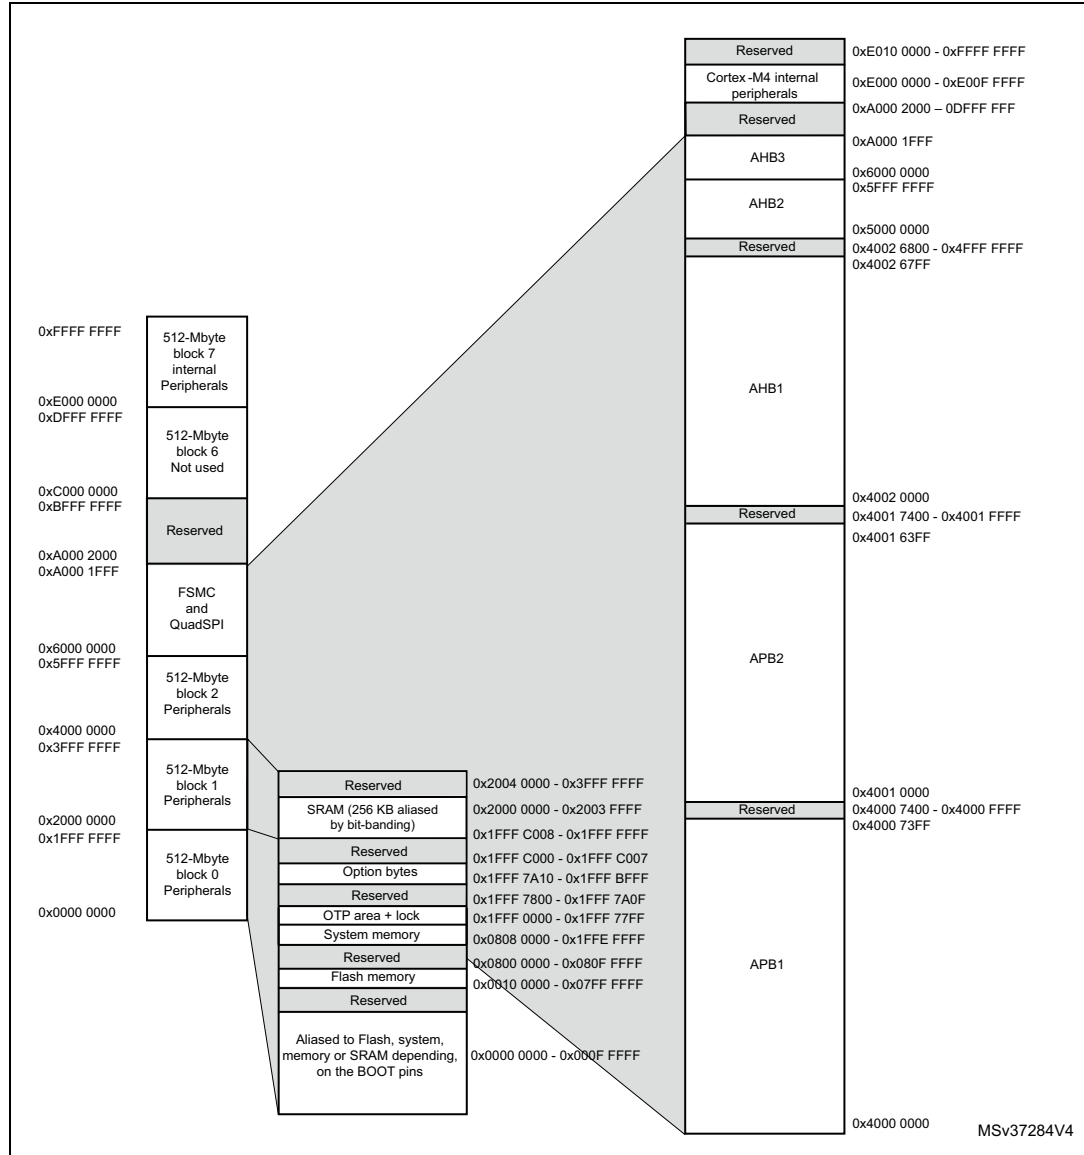 0xFFFF FFFF
512-Mbyte
block 7
internal
Peripherals
0xE000 0000
0xDFFF FFFF
512-Mbyte
block 6
Not used
0xC000 0000
0xBFFF FFFF
Reserved
0xA000 2000
0xA000 1FFF
FSMC
and
QuadSPI
0x6000 0000
0x5FFF FFFF
512-Mbyte
block 2
Peripherals
0x4000 0000
0x3FFF FFFF
512-Mbyte
block 1
Peripherals
0x2000 0000
0x1FFF FFFF
512-Mbyte
block 0
Peripherals
0x0000 0000
Reserved
0x2004 0000 - 0x3FFF FFFF
SRAM (256 KB aliased
by bit-banding)
0x2000 0000 - 0x2003 FFFF
0x1FFF C008 - 0x1FFF FFFF
Reserved
0x1FFF C000 - 0x1FFF C007
Option bytes
0x1FFF 7A10 - 0x1FFF BFFF
Reserved
0x1FFF 7800 - 0x1FFF 7A0F
OTP area + lock
0x1FFF 0000 - 0x1FFF 77FF
System memory
0x0808 0000 - 0x1FFE FFFF
Reserved
0x0800 0000 - 0x080F FFFF
Flash memory
0x0010 0000 - 0x07FF FFFF
Reserved
Aliased to Flash, system,
memory or SRAM depending,
on the BOOT pins
0x0000 0000 - 0x000F FFFF
Reserved
0xE010 0000 - 0xFFFF FFFF
Cortex-M4 internal
peripherals
0xE000 0000 - 0xE00F FFFF
0xA000 2000 – 0DFFF FFF
Reserved
0xA000 1FFF
AHB3
0x6000 0000
0x5FFF FFFF
AHB2
0x5000 0000
Reserved
0x4002 6800 - 0x4FFF FFFF
0x4002 67FF
AHB1
0x4002 0000
Reserved
0x4001 7400 - 0x4001 FFFF
0x4001 63FF
APB2
0x4001 0000
Reserved
0x4000 7400 - 0x4000 FFFF
0x4000 73FF
APB1
0x4000 0000
MSv37284V4